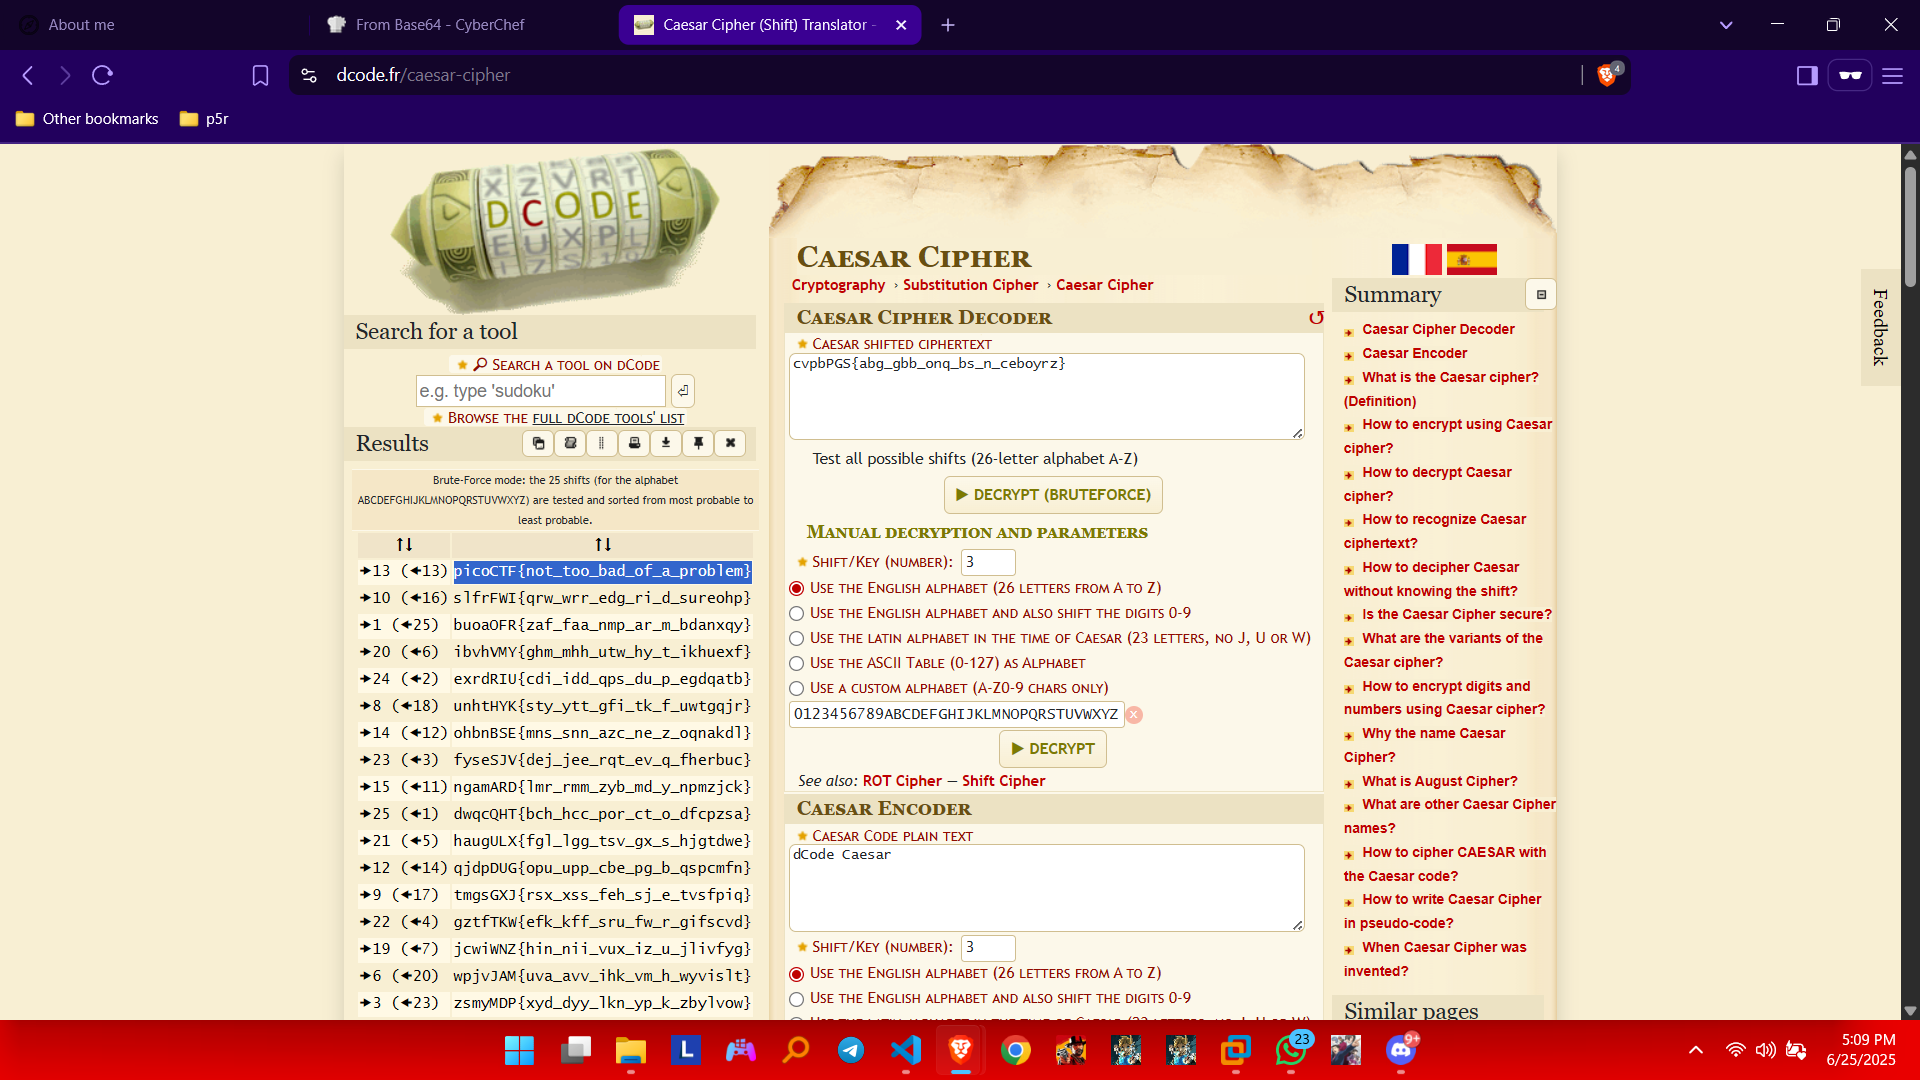 About me
From Base64 - CyberChef
Caesar Cipher (Shift) Translator -
dcode.fr/caesar-cipher
4
Other bookmarks
p5r
X Z V R T
D C O D E
E U X P L
Search for a tool
SEARCH A TOOL ON DCODE
e.g. type 'sudoku'
BROWSE THE FULL DCODE TOOLS' LIST
Results
Brute-Force mode: the 25 shifts (for the alphabet
ABCDEFGHIJKLMNOPQRSTUVWXYZ) are tested and sorted from most probable to
least probable.
↑↓ ↑↓
→13 (←13) picoCTF{not_too_bad_of_a_problem}
→10 (←16) slfrFWI{qrw_wrr_edg_ri_d_sureohp}
→1 (←25) buoaOFR{zaf_faa_nmp_ar_m_bdanxqy}
→20 (←6) ibvhVMY{ghm_mhh_utw_hy_t_ikhuexf}
→24 (←2) exrdRIU{cdi_idd_qps_du_p_egdqatb}
→8 (←18) unhtHYK{sty_ytt_gfi_tk_f_uwtgqjr}
→14 (←12) ohbnBSE{mns_snn_azc_ne_z_oqnakdl}
→23 (←3) fyseSJV{dej_jee_rqt_ev_q_fherbuc}
→15 (←11) ngamARD{lmr_rmm_zyb_md_y_npmzjck}
→25 (←1) dwqcQHT{bch_hcc_por_ct_o_dfcpzsa}
→21 (←5) haugULX{fgl_lgg_tsv_gx_s_hjgtdwe}
→12 (←14) qjdpDUG{opu_upp_cbe_pg_b_qspcmfn}
→9 (←17) tmgsGXJ{rsx_xss_feh_sj_e_tvsfpiq}
→22 (←4) gztfTKW{efk_kff_sru_fw_r_gifscvd}
→19 (←7) jcwiWNZ{hin_nii_vux_iz_u_jlivfyg}
→6 (←20) wpjvJAM{uva_avv_ihk_vm_h_wyvislt}
→3 (←23) zsmyMDP{xyd_dyy_lkn_yp_k_zbylvow}
CAESAR CIPHER
Cryptography › Substitution Cipher › Caesar Cipher
CAESAR CIPHER DECODER
CAESAR SHIFTED CIPHERTEXT
cvpbPGS{abg_gbb_onq_bs_n_ceboyrz}
Test all possible shifts (26-letter alphabet A-Z)
▶ DECRYPT (BRUTEFORCE)
MANUAL DECRYPTION AND PARAMETERS
SHIFT/KEY (NUMBER): 3
USE THE ENGLISH ALPHABET (26 LETTERS FROM A TO Z)
USE THE ENGLISH ALPHABET AND ALSO SHIFT THE DIGITS 0-9
USE THE LATIN ALPHABET IN THE TIME OF CAESAR (23 LETTERS, NO J, U OR W)
USE THE ASCII TABLE (0-127) AS ALPHABET
USE A CUSTOM ALPHABET (A-Z0-9 CHARS ONLY)
0123456789ABCDEFGHIJKLMNOPQRSTUVWXYZ
▶ DECRYPT
See also: ROT Cipher — Shift Cipher
CAESAR ENCODER
CAESAR CODE PLAIN TEXT
dCode Caesar
SHIFT/KEY (NUMBER): 3
USE THE ENGLISH ALPHABET (26 LETTERS FROM A TO Z)
USE THE ENGLISH ALPHABET AND ALSO SHIFT THE DIGITS 0-9
USE THE LATIN ALPHABET IN THE TIME OF CAESAR (23 LETTERS, NO J, U OR W)
Summary
Caesar Cipher Decoder
Caesar Encoder
What is the Caesar cipher?
(Definition)
How to encrypt using Caesar
cipher?
How to decrypt Caesar
cipher?
How to recognize Caesar
ciphertext?
How to decipher Caesar
without knowing the shift?
Is the Caesar Cipher secure?
What are the variants of the
Caesar cipher?
How to encrypt digits and
numbers using Caesar cipher?
Why the name Caesar
Cipher?
What is August Cipher?
What are other Caesar Cipher
names?
How to cipher CAESAR with
the Caesar code?
How to write Caesar Cipher
in pseudo-code?
When Caesar Cipher was
invented?
Similar pages
Feedback
L
23
9+
5:09 PM
6/25/2025